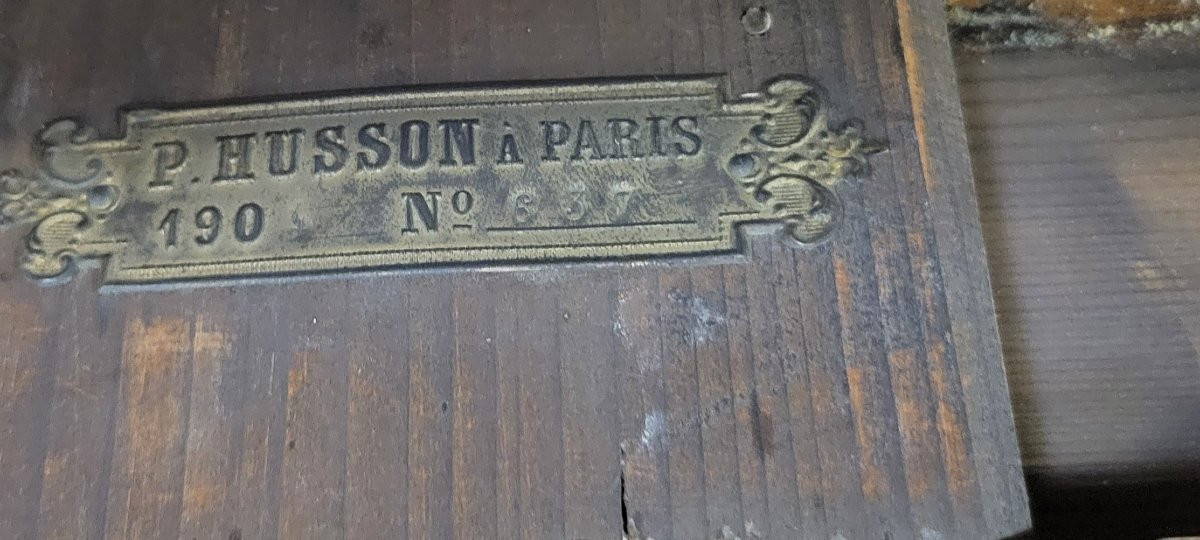 P. HUSSON À PARIS
190 Nº 637